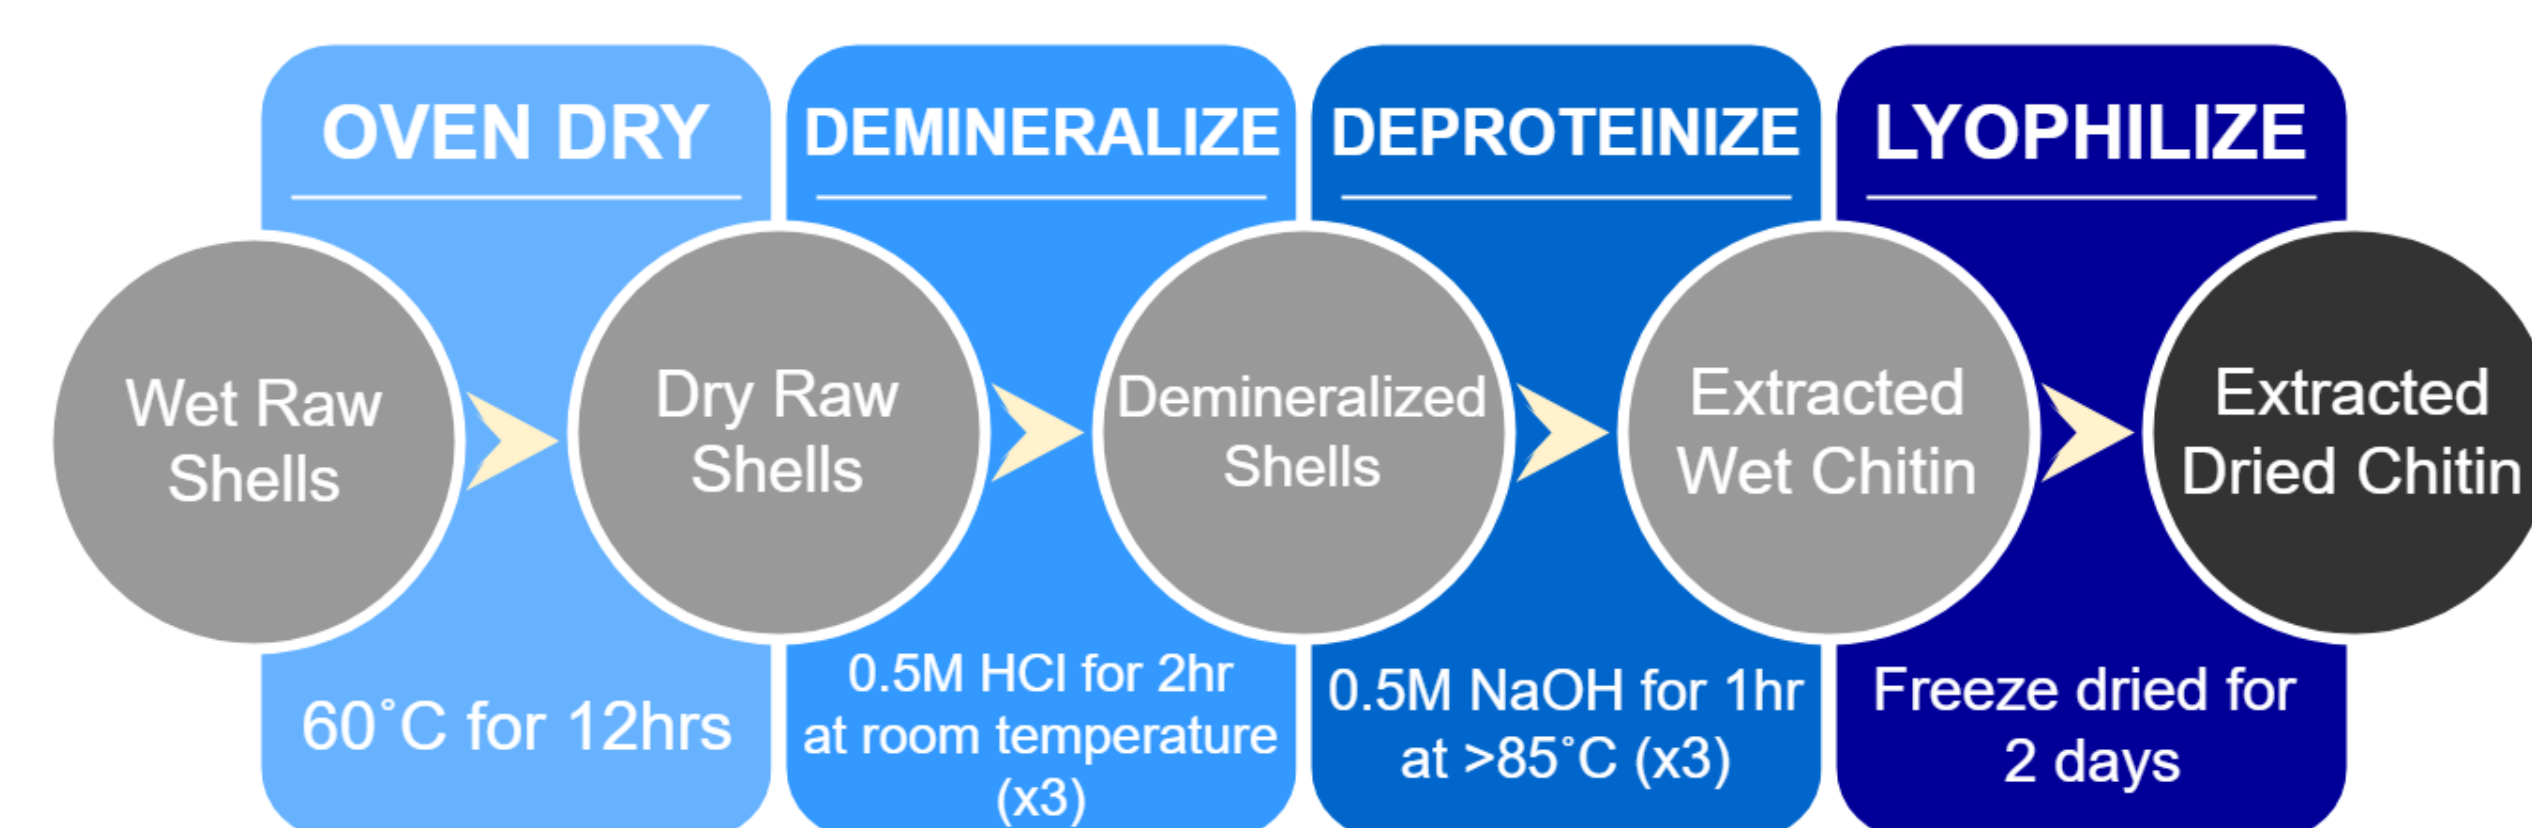 OVEN DRY
DEMINERALIZE
DEPROTEINIZE
LYOPHILIZE
Wet Raw
Shells
Dry Raw
Shells
Demineralized
Shells
Extracted
Wet Chitin
Extracted
Dried Chitin
60˚C for 12hrs
0.5M HCl for 2hr
at room temperature
(x3)
0.5M NaOH for 1hr
at >85˚C (x3)
Freeze dried for
2 days